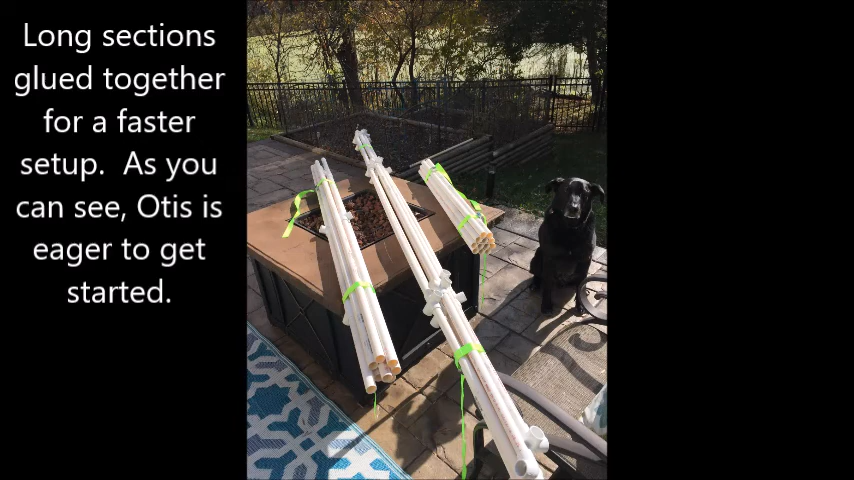 Long sections
glued together
for a faster
setup.  As you
can see, Otis is
eager to get
started.